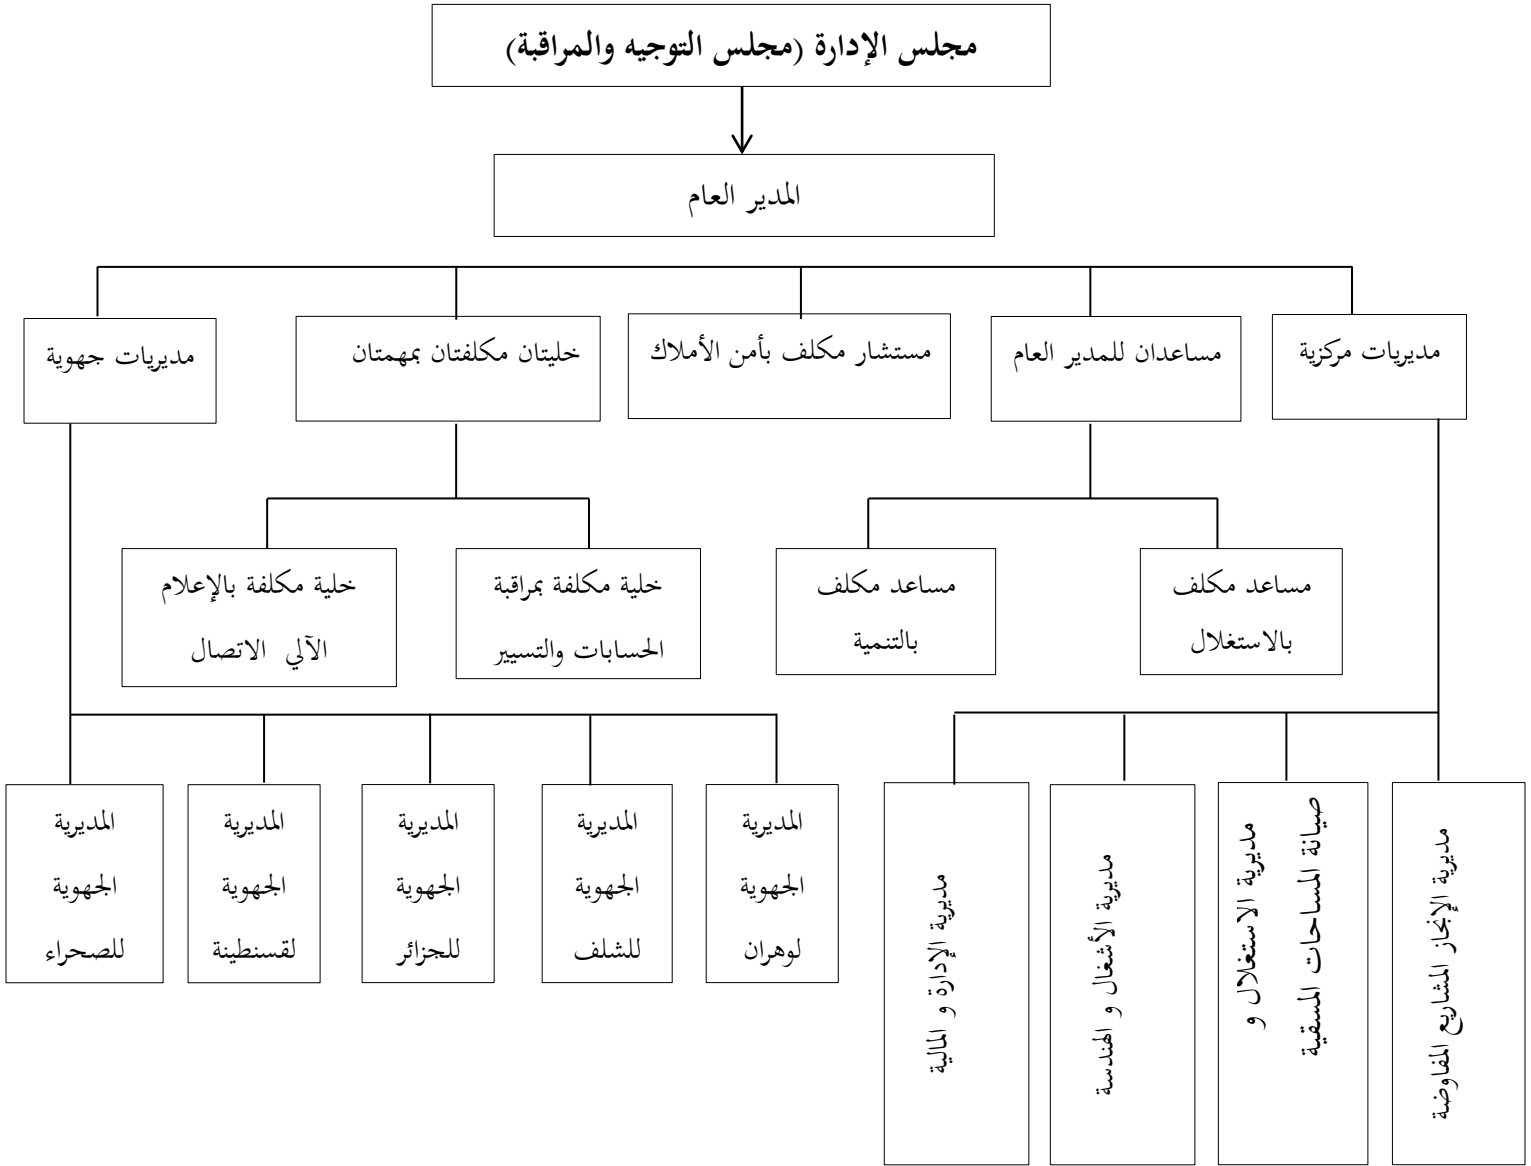 مجلس الإدارة (مجلس التوجيه والمراقبة)
المدير العام
مديريات مركزية
مساعدان للمدير العام
مستشار مكلف بأمن الأملاك
خليتان مكلفتان بمهمتان
مديريات جهوية
مساعد مكلف
بالاستغلال
مساعد مكلف
بالتنمية
خلية مكلفة بمراقبة
الحسابات والتسيير
خلية مكلفة بالإعلام
الآلي الاتصال
مديرية الإنجاز المشاريع المفاوضة
مديرية الاستغلال و
صيانة المساحات المسقية
مديرية الأشغال و الهندسة
مديرية الإدارة و المالية
المديرية
الجهوية
لوهران
المديرية
الجهوية
للشلف
المديرية
الجهوية
للجزائر
المديرية
الجهوية
لقسنطينة
المديرية
الجهوية
للصحراء